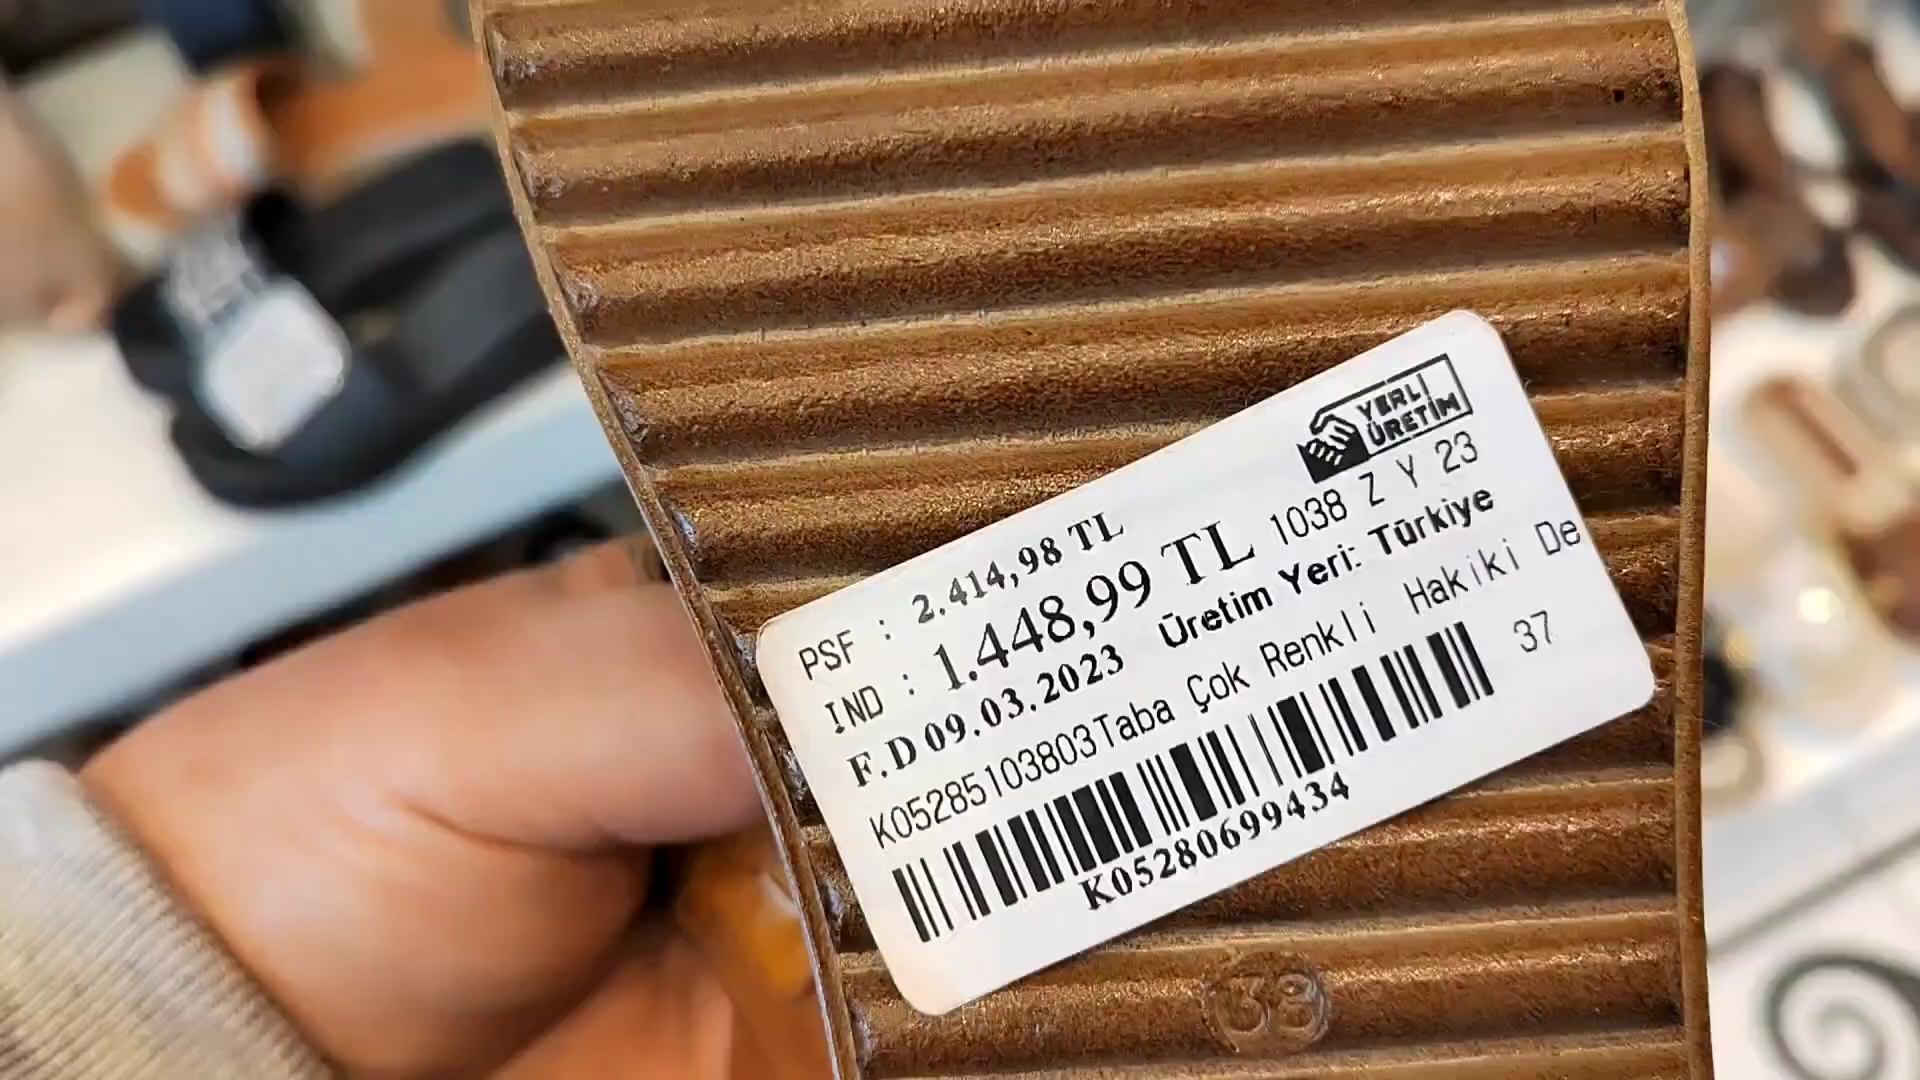 YERLİ
ÜRETİM
PSF : 2.414,98 TL
1038 Z Y 23
IND : 1.448,99 TL
F.D 09.03.2023 Üretim Yeri: Türkiye
K05285103803Taba Çok Renkli Hakiki De
37
K05280699434
38